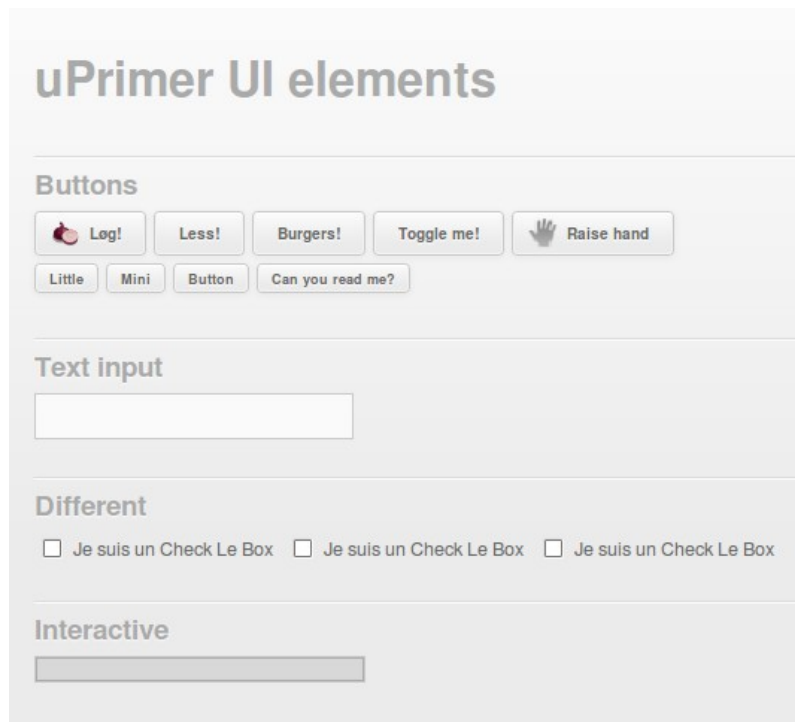 uPrimer UI elements
Buttons
Løg! Less! Burgers! Toggle me! Raise hand
Little Mini Button Can you read me?
Text input
Different
Je suis un Check Le Box Je suis un Check Le Box Je suis un Check Le Box
Interactive